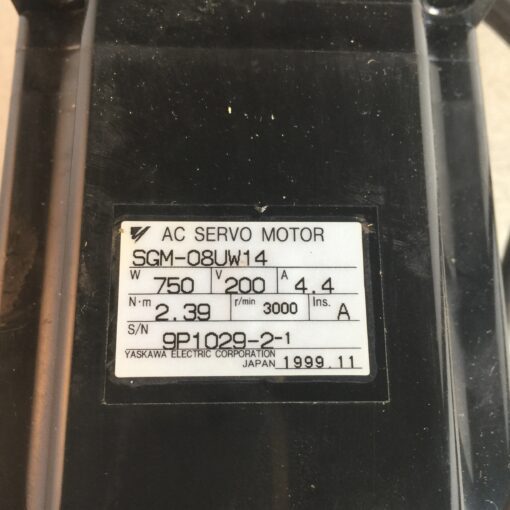 AC SERVO MOTOR
SGM-08UW14
W 750 V 200 A 4.4
N·m 2.39 r/min 3000 Ins. A
S/N 9P1029-2-1
YASKAWA ELECTRIC CORPORATION
JAPAN 1999.11